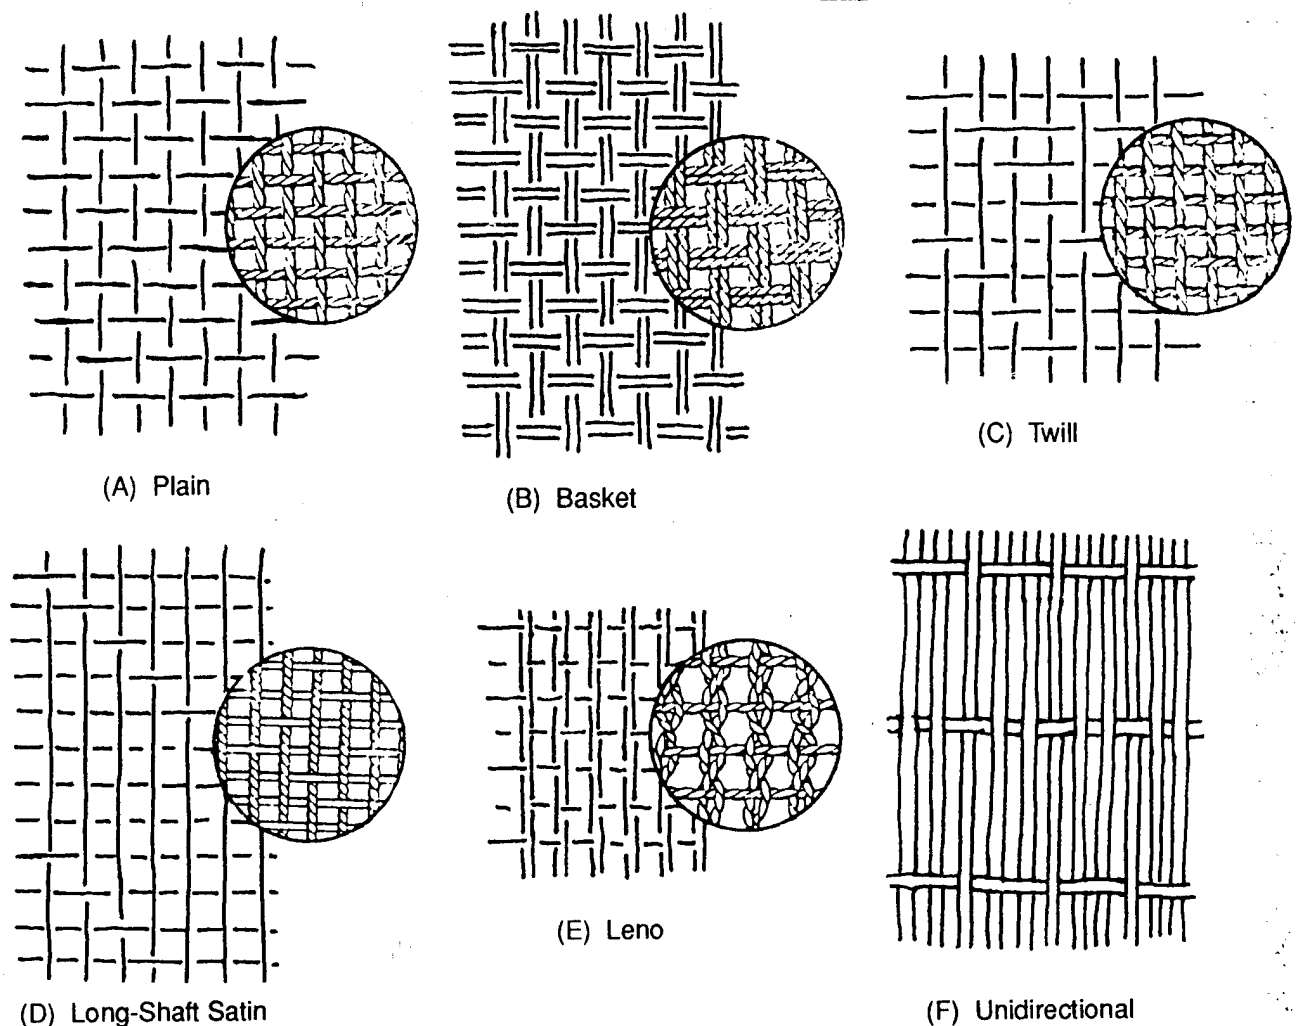 (A) Plain
(B) Basket
(C) Twill
(D) Long-Shaft Satin
(E) Leno
(F) Unidirectional